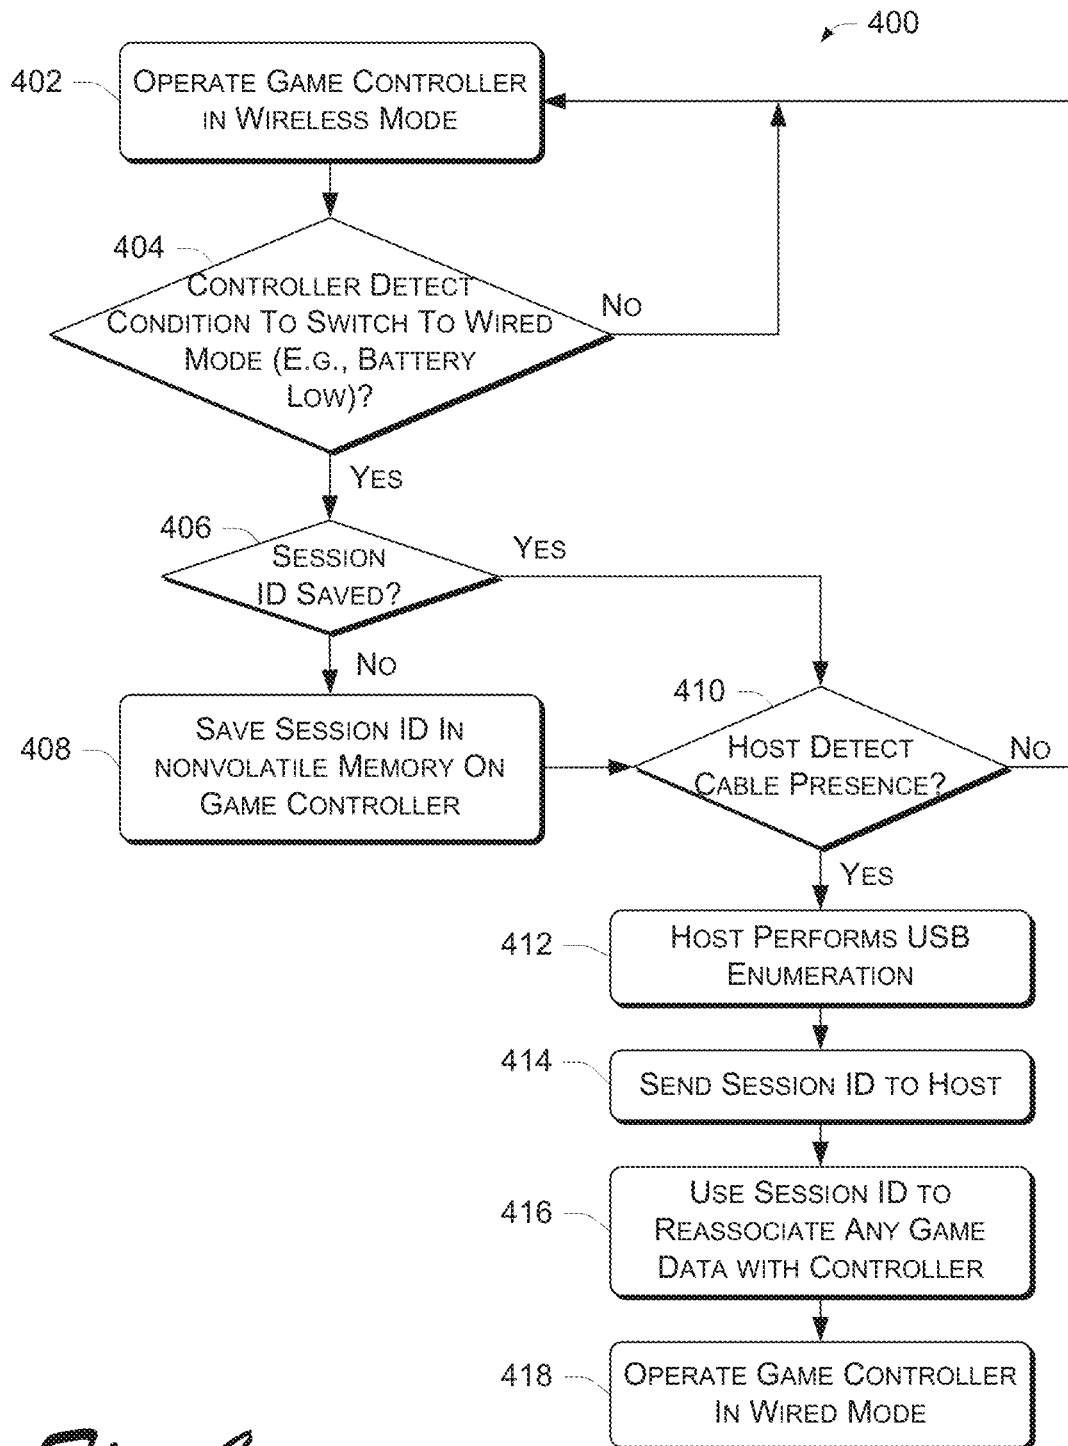 400
402
OPERATE GAME CONTROLLER
IN WIRELESS MODE
404
CONTROLLER DETECT
CONDITION TO SWITCH TO WIRED
MODE (E.G., BATTERY
LOW)?
NO
YES
406
SESSION
ID SAVED?
YES
NO
408
SAVE SESSION ID IN
NONVOLATILE MEMORY ON
GAME CONTROLLER
410
HOST DETECT
CABLE PRESENCE?
NO
YES
412
HOST PERFORMS USB
ENUMERATION
414
SEND SESSION ID TO HOST
416
USE SESSION ID TO
REASSOCIATE ANY GAME
DATA WITH CONTROLLER
418
OPERATE GAME CONTROLLER
IN WIRED MODE